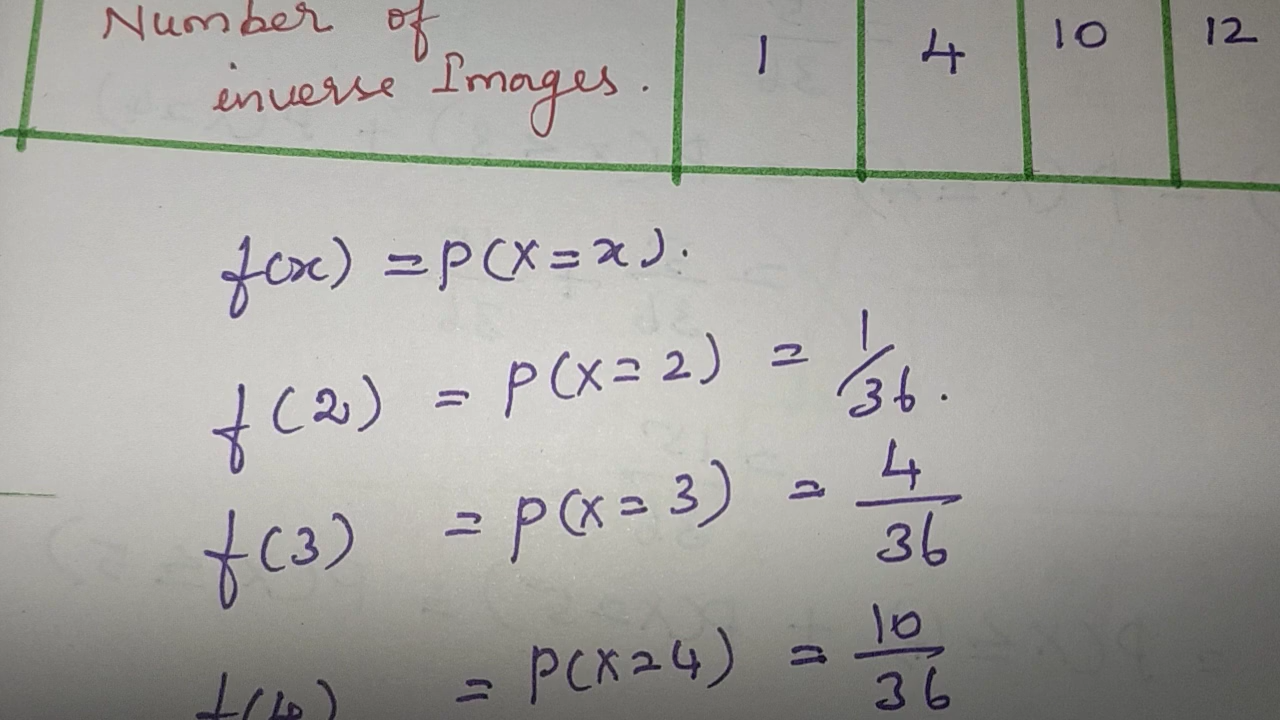 Number of
inverse Images. 1 4 10 12
f(x) = P(X = x).
f(2) = P(X = 2) = 1/36.
f(3) = P(X = 3) = 4/36
f(4) = P(X = 4) = 10/36